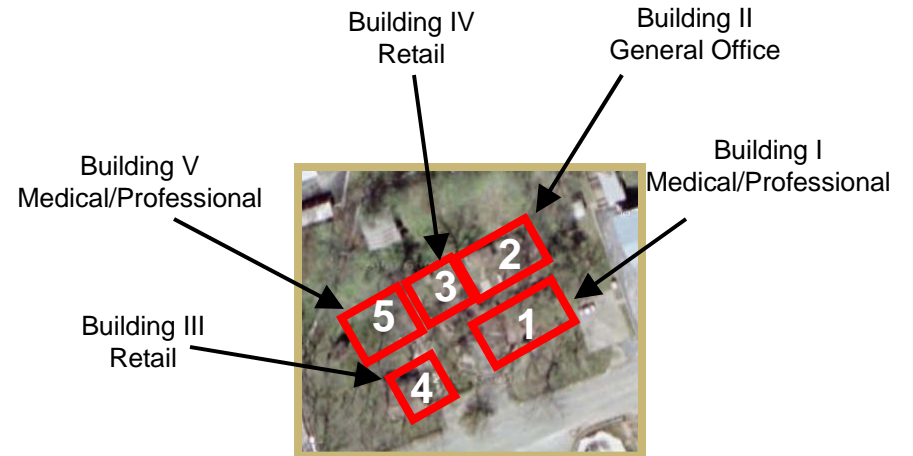 Building IV
Retail
Building II
General Office
Building V
Medical/Professional
Building I
Medical/Professional
Building III
Retail
2
3
5
1
4